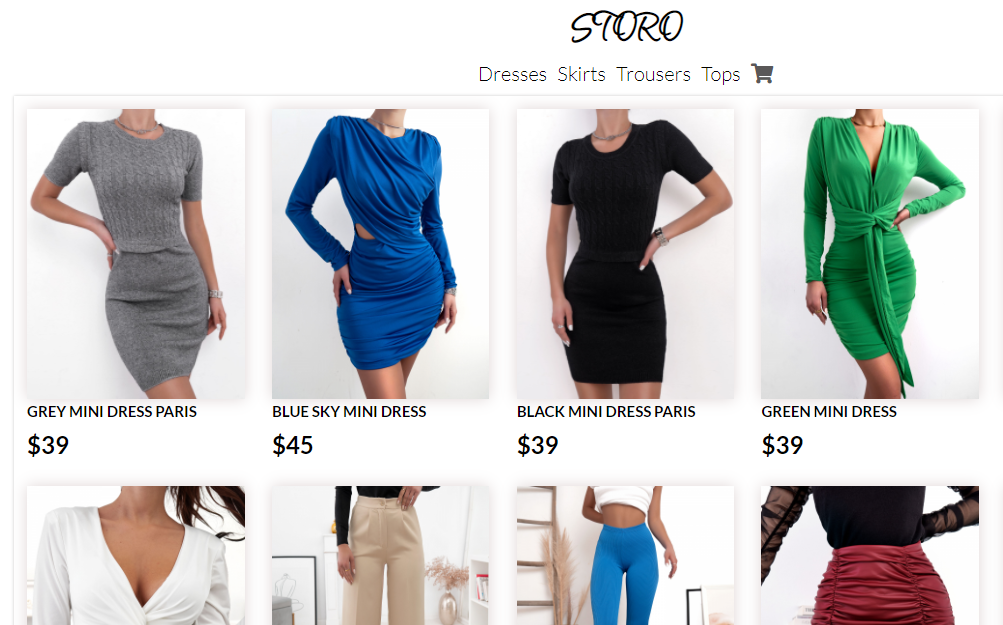 STORO
Dresses Skirts Trousers Tops
GREY MINI DRESS PARIS
$39
BLUE SKY MINI DRESS
$45
BLACK MINI DRESS PARIS
$39
GREEN MINI DRESS
$39